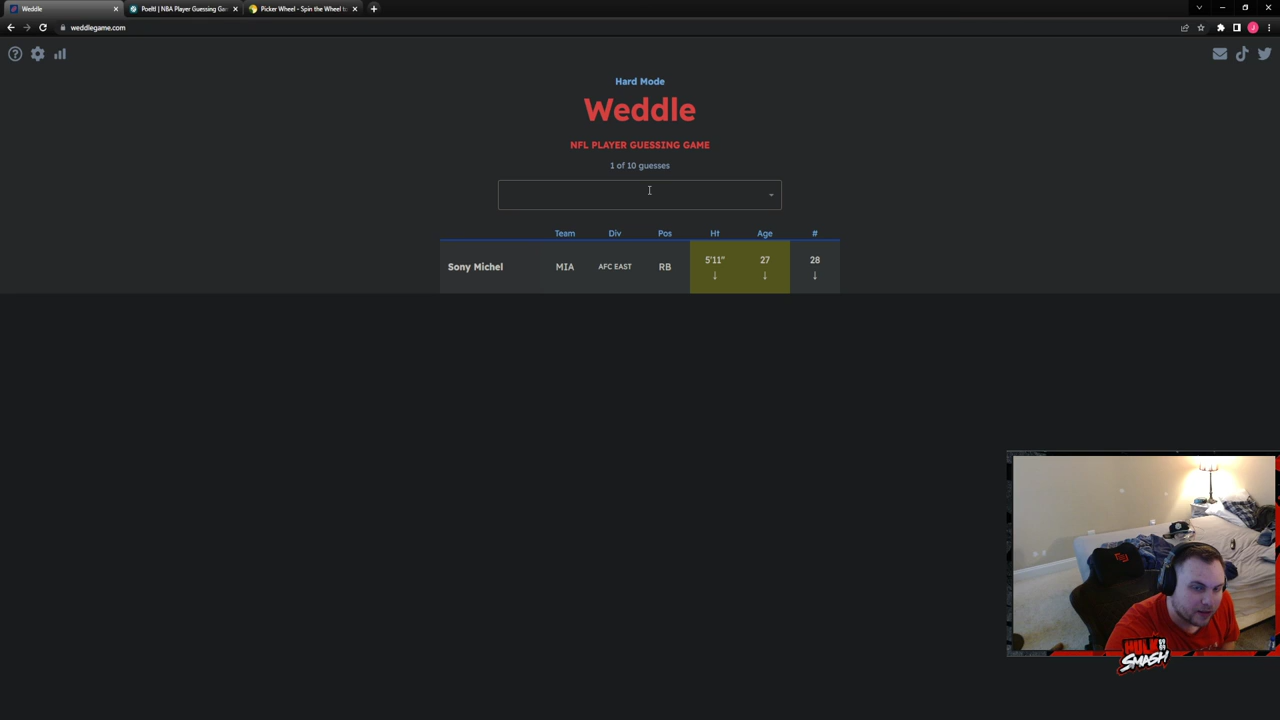 Weddle
Poeltl | NBA Player Guessing Ga
Picker Wheel - Spin the Wheel t
weddlegame.com
J
Hard Mode
Weddle
NFL PLAYER GUESSING GAME
1 of 10 guesses
Team Div Pos Ht Age #
Sony Michel MIA AFC EAST RB 5'11" 27 28
↓ ↓ ↓
HULK
SMASH